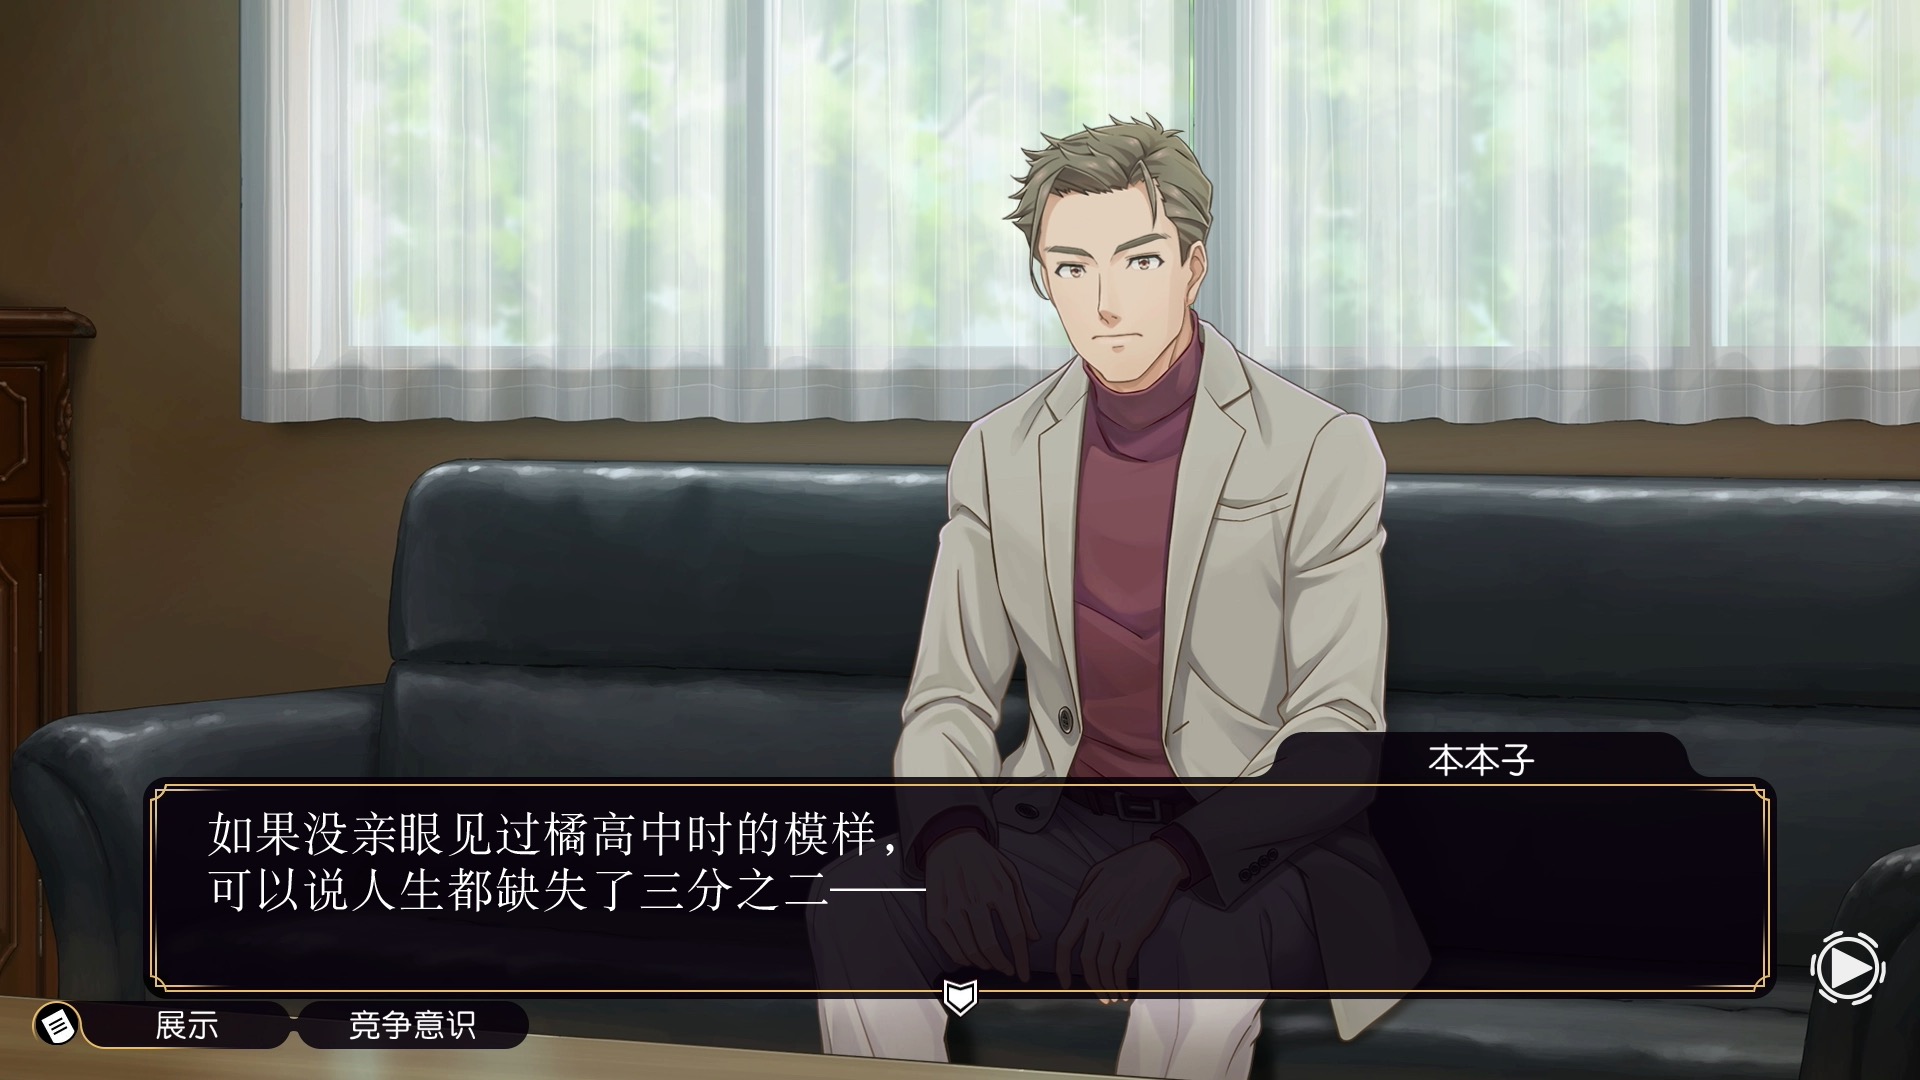 本本子
如果没亲眼见过橘高中时的模样，
可以说人生都缺失了三分之二——
展示
竞争意识